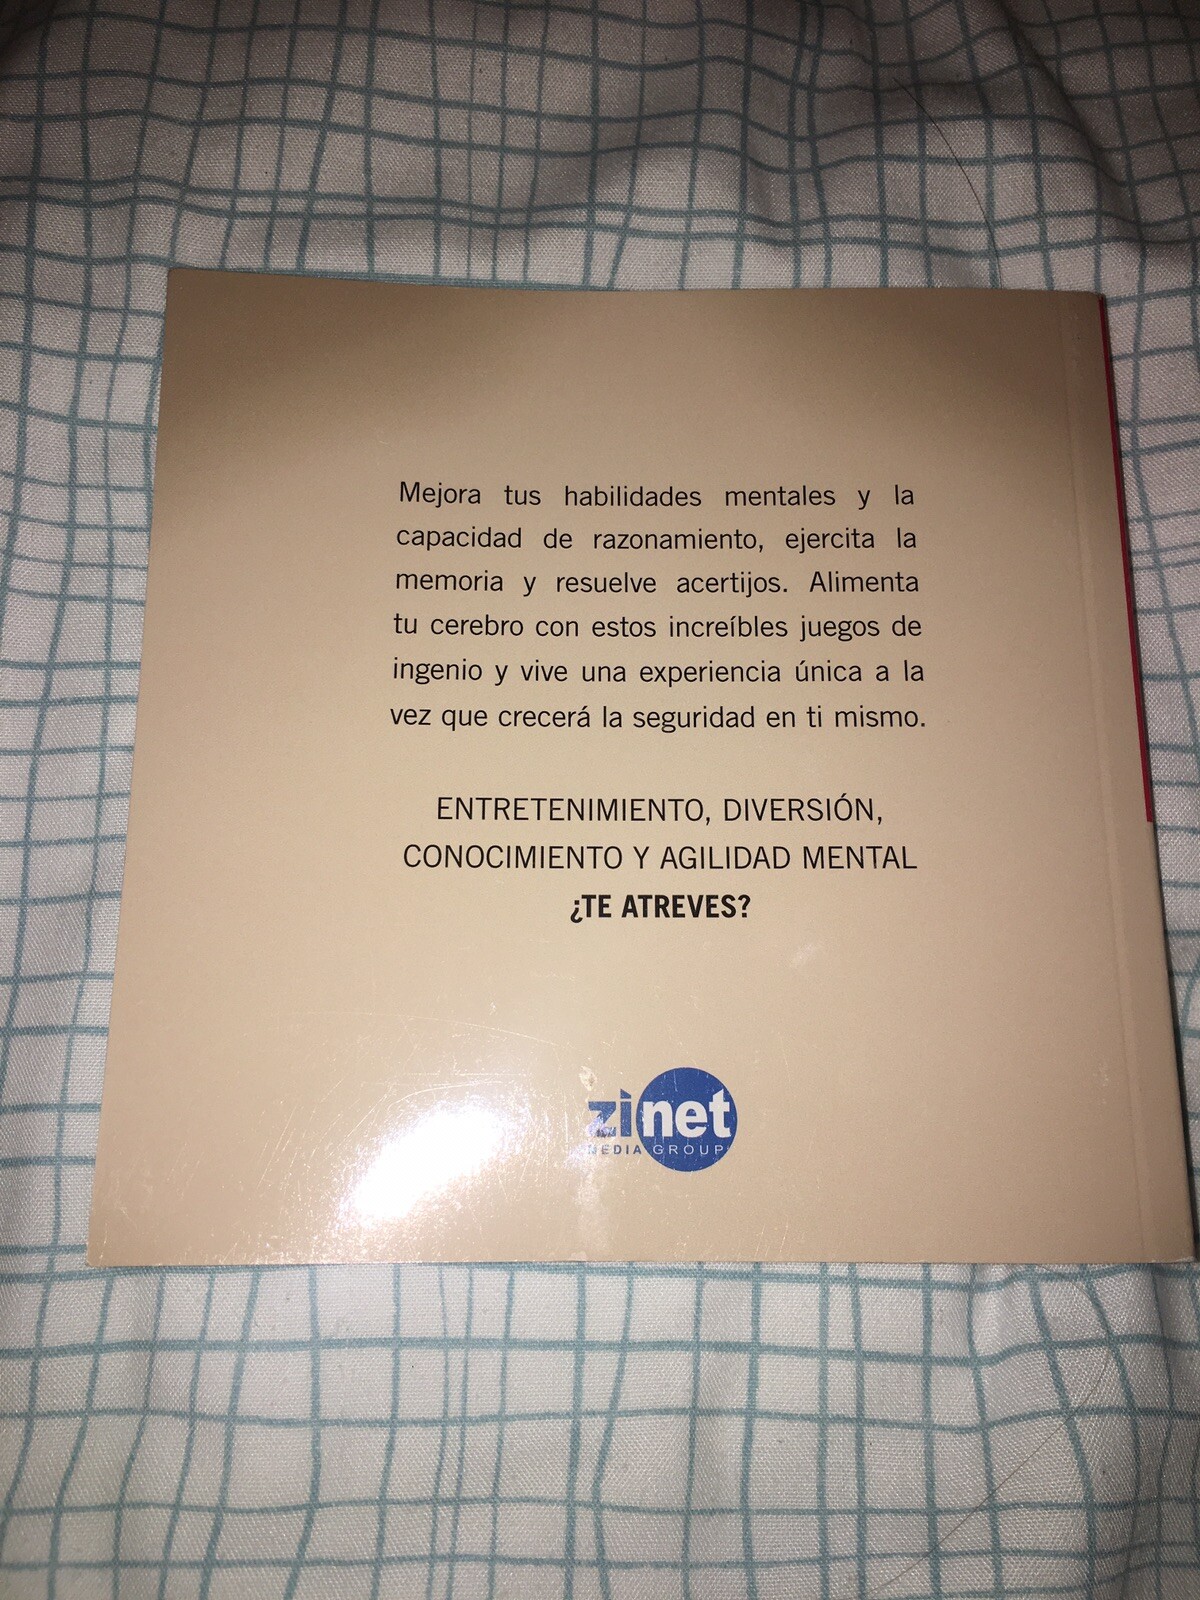 Mejora tus habilidades mentales y la
capacidad de razonamiento, ejercita la
memoria y resuelve acertijos. Alimenta
tu cerebro con estos increíbles juegos de
ingenio y vive una experiencia única a la
vez que crecerá la seguridad en ti mismo.
ENTRETENIMIENTO, DIVERSIÓN,
CONOCIMIENTO Y AGILIDAD MENTAL
¿TE ATREVES?
zinet
MEDIA GROUP